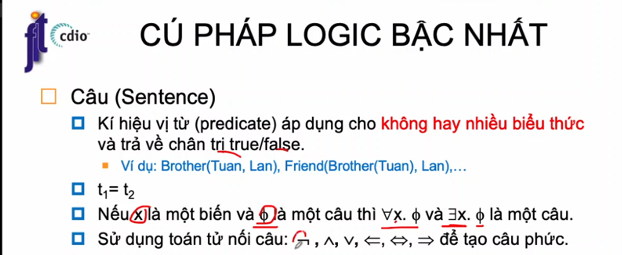 fit cdio
CÚ PHÁP LOGIC BẬC NHẤT
Câu (Sentence)
Kí hiệu vị từ (predicate) áp dụng cho không hay nhiều biểu thức
và trả về chân trị true/false.
Ví dụ: Brother(Tuan, Lan), Friend(Brother(Tuan), Lan),…
t₁= t₂
Nếu x là một biến và ϕ là một câu thì ∀x. ϕ và ∃x. ϕ là một câu.
Sử dụng toán tử nối câu: ¬, ∧, ∨, ⇐, ⇔, ⇒ để tạo câu phức.